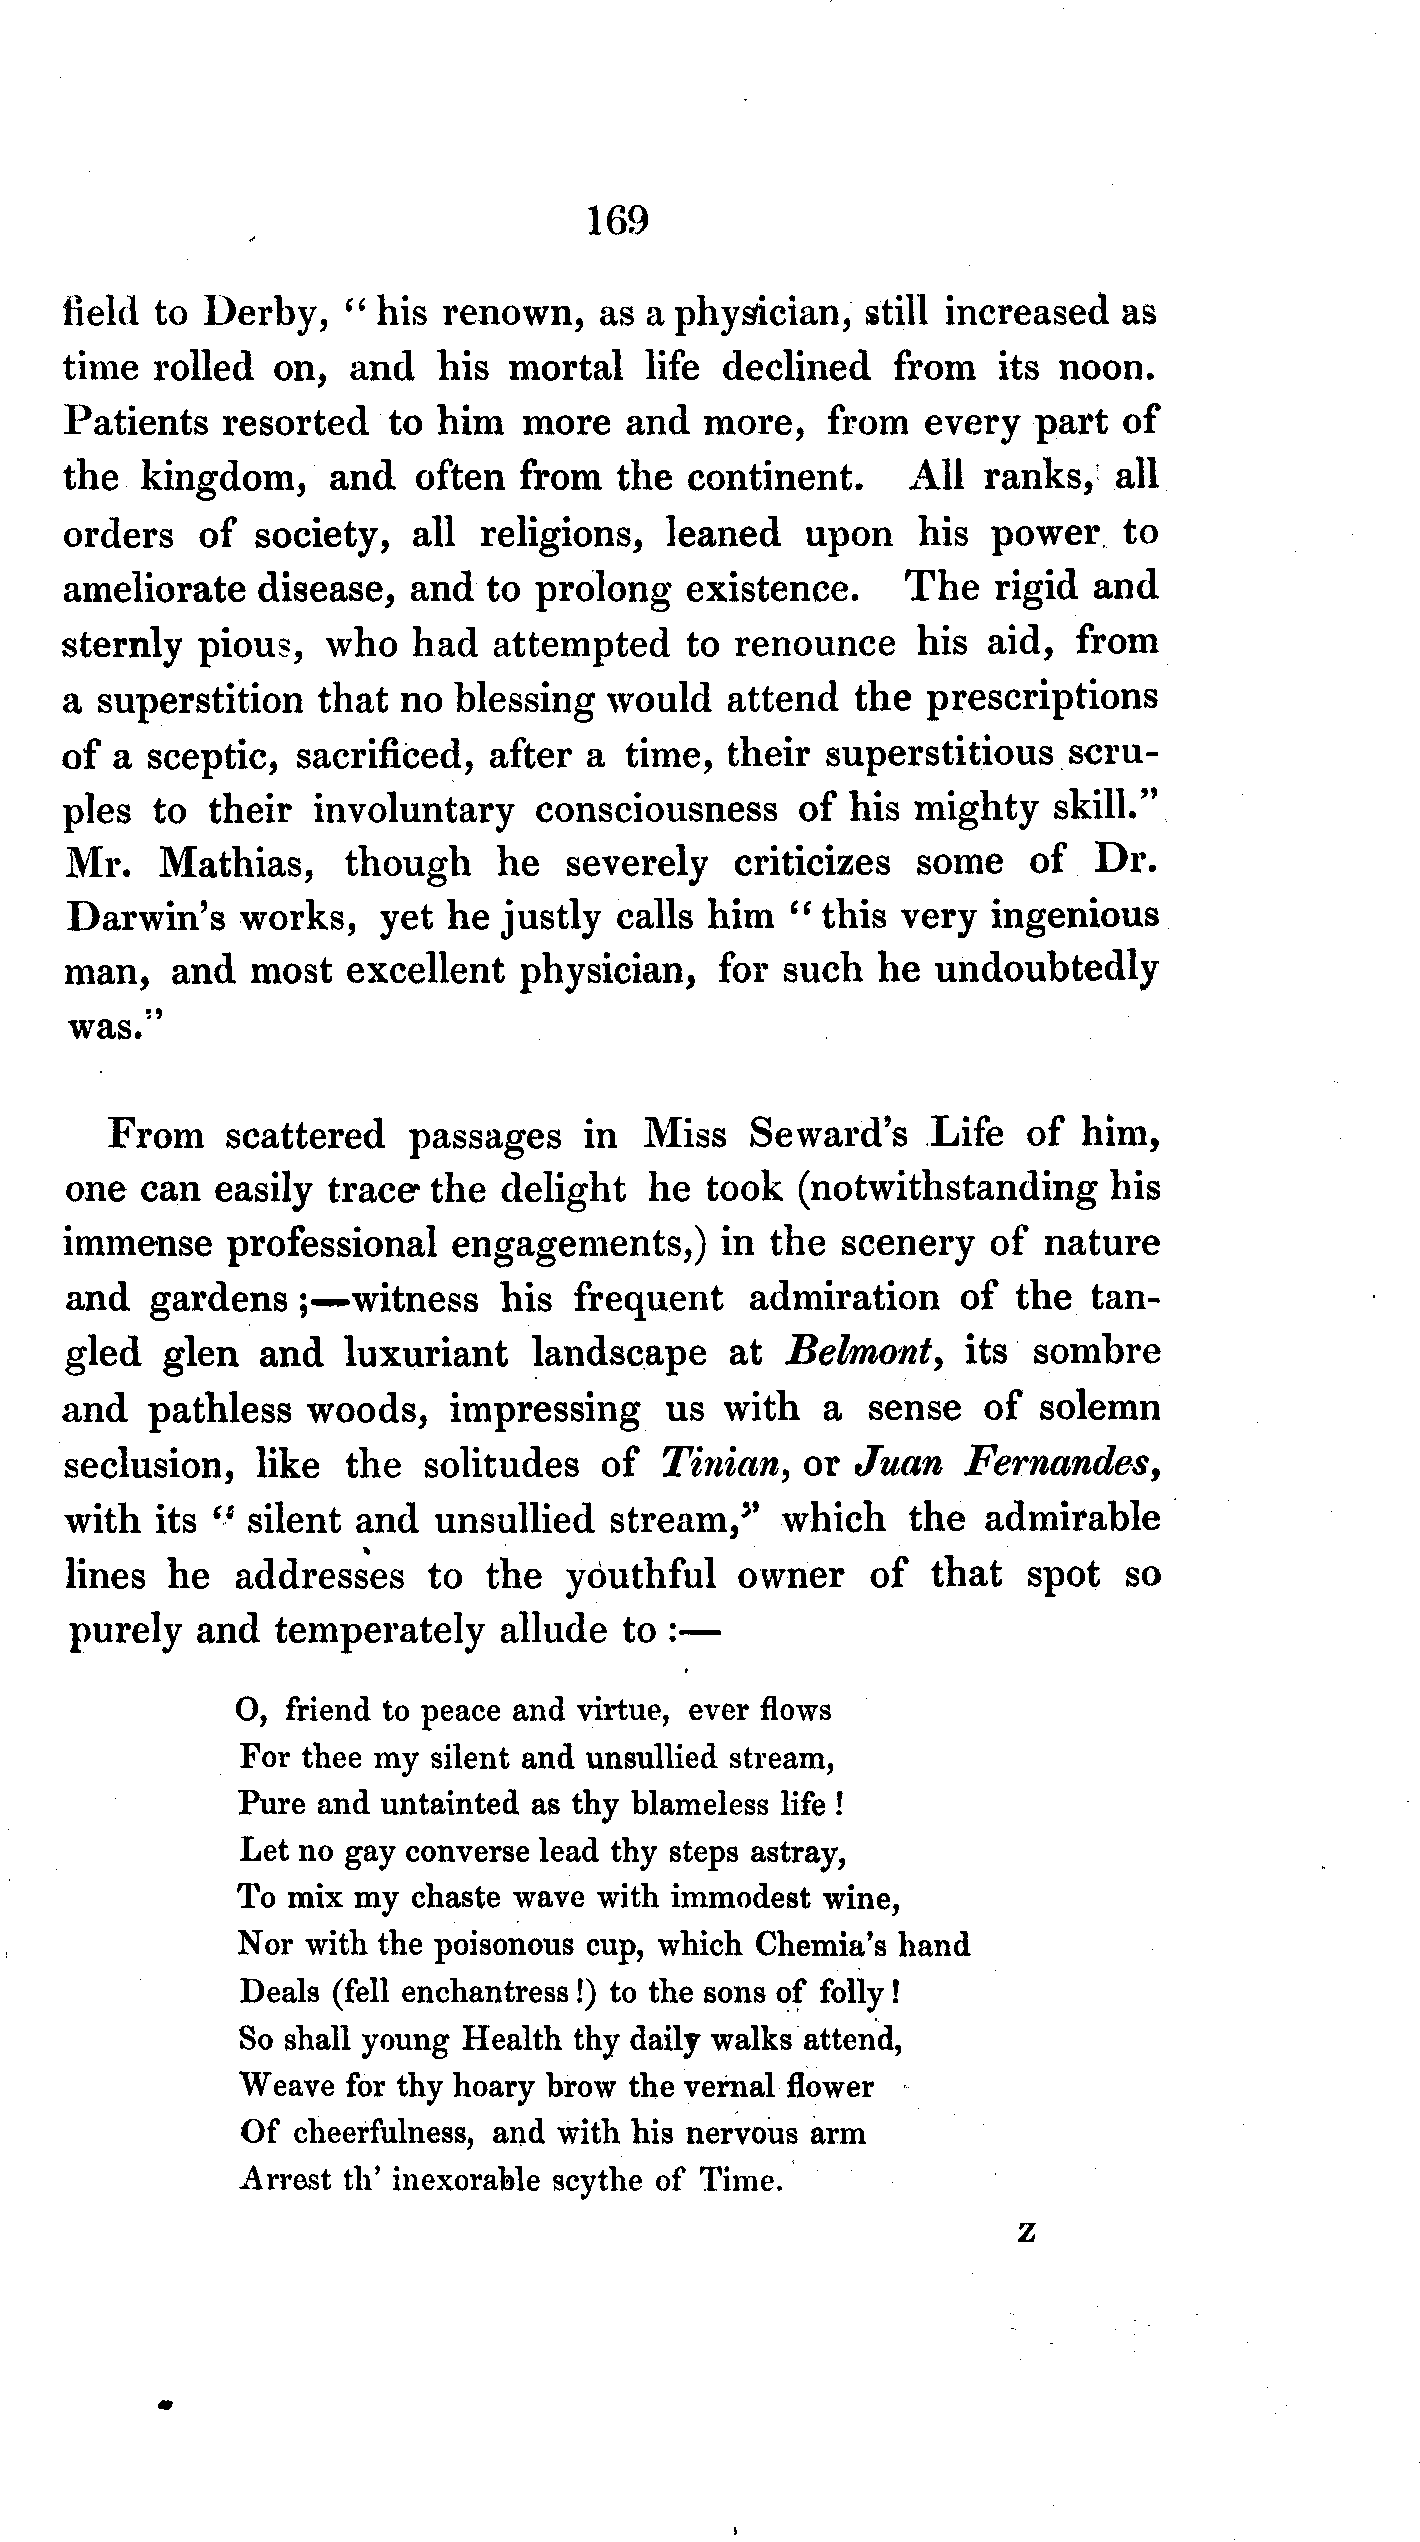 169
field to Derby, “ his renown, as a physician, still increased as
time rolled on, and his mortal life declined from its noon.
Patients resorted to him more and more, from every part of
the kingdom, and often from the continent. All ranks, all
orders of society, all religions, leaned upon his power to
ameliorate disease, and to prolong existence. The rigid and
sternly pious, who had attempted to renounce his aid, from
a superstition that no blessing would attend the prescriptions
of a sceptic, sacrificed, after a time, their superstitious scru-
ples to their involuntary consciousness of his mighty skill.”
Mr. Mathias, though he severely criticizes some of Dr.
Darwin’s works, yet he justly calls him “ this very ingenious
man, and most excellent physician, for such he undoubtedly
was.”
From scattered passages in Miss Seward’s Life of him,
one can easily trace the delight he took (notwithstanding his
immense professional engagements,) in the scenery of nature
and gardens ;—witness his frequent admiration of the tan-
gled glen and luxuriant landscape at Belmont, its sombre
and pathless woods, impressing us with a sense of solemn
seclusion, like the solitudes of Tinian, or Juan Fernandes,
with its “ silent and unsullied stream,” which the admirable
lines he addresses to the youthful owner of that spot so
purely and temperately allude to :—
O, friend to peace and virtue, ever flows
For thee my silent and unsullied stream,
Pure and untainted as thy blameless life !
Let no gay converse lead thy steps astray,
To mix my chaste wave with immodest wine,
Nor with the poisonous cup, which Chemia’s hand
Deals (fell enchantress !) to the sons of folly !
So shall young Health thy daily walks attend,
Weave for thy hoary brow the vernal flower
Of cheerfulness, and with his nervous arm
Arrest th’ inexorable scythe of Time.
Z